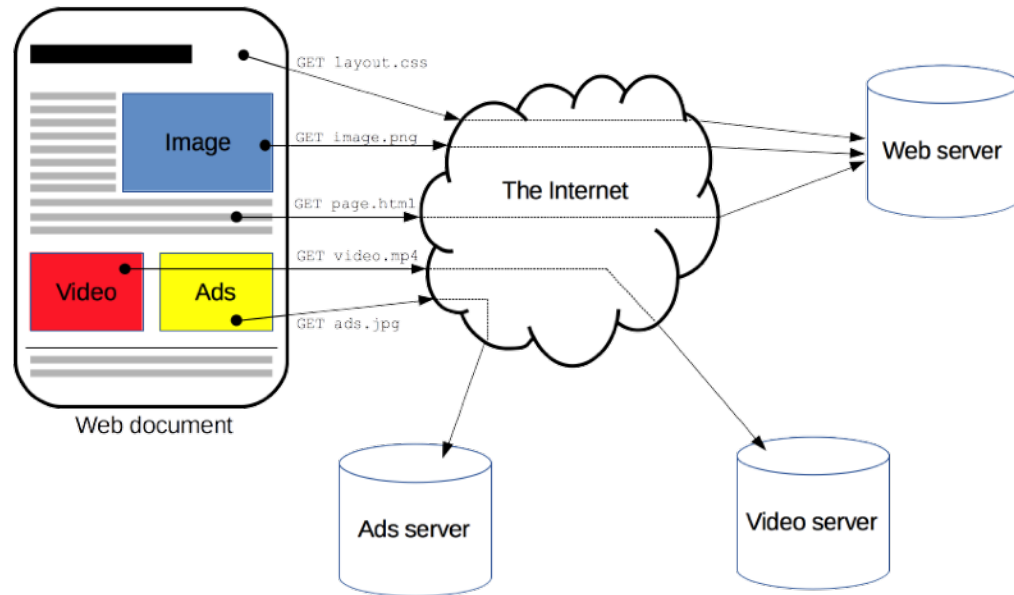 GET layout.css
Image
GET image.png
Web server
The Internet
GET page.html
GET video.mp4
Video
Ads
GET ads.jpg
Web document
Ads server
Video server